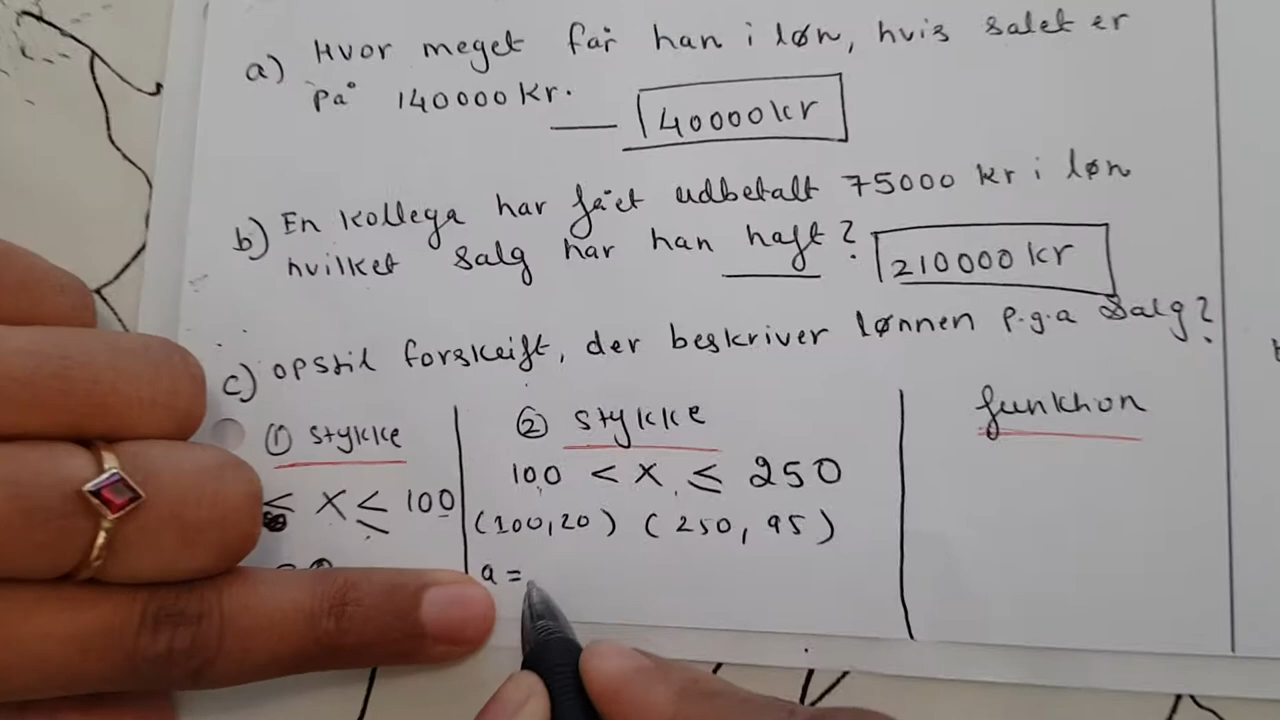 a) Hvor meget får han i løn, hvis salet er
på 140000 kr. 40000 kr
b) En kollega har fået udbetalt 75000 kr i løn
hvilket salg har han haft? 210000 kr
c) opstil forskrift, der beskriver lønnen p.g.a salg?
① stykke
≤ x ≤ 100
② stykke
100 < x ≤ 250
(100,20) (250,95)
a =
funktion